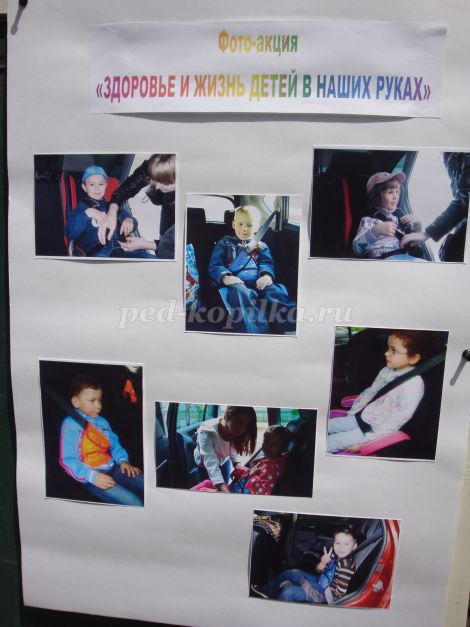 Фото-акция
«ЗДОРОВЬЕ И ЖИЗНЬ ДЕТЕЙ В НАШИХ РУКАХ»
ped-kopilka.ru